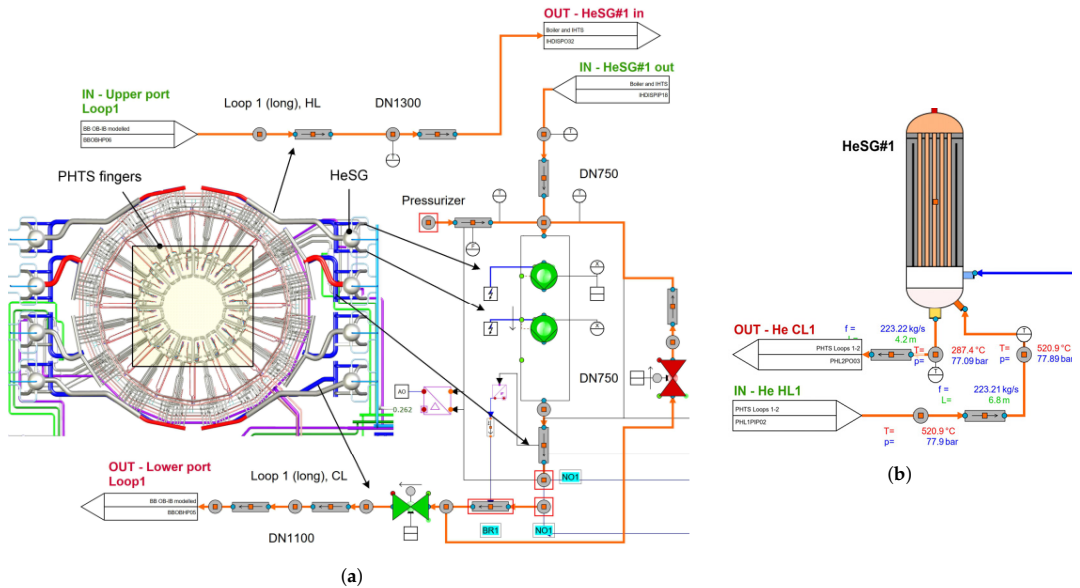 OUT - HeSG#1 in
Boiler and IHTS
IHDISPO02
IN - HeSG#1 out
Boiler and IHTS
IHDISPIP18
IN - Upper port
Loop1
Loop 1 (long), HL
DN1300
BB OB-IB modelled
BBOBHP06
T
PHTS fingers
HeSG
DN750
Pressurizer
DN750
AO
0.262
OUT - Lower port
Loop1
Loop 1 (long), CL
BB OB-IB modelled
BBOBHP05
DN1100
BR1
NO1
NO1
(a)
HeSG#1
OUT - He CL1
PHTS Loops 1-2
PHL2PO03
f =
223.22 kg/s
4.2 m
T=
287.4 °C
p=
77.09 bar
T
T
T=
520.9 °C
p=
77.89 bar
IN - He HL1
PHTS Loops 1-2
PHL1PIP02
f =
223.21 kg/s
L=
6.8 m
T=
520.9 °C
p=
77.9 bar
(b)